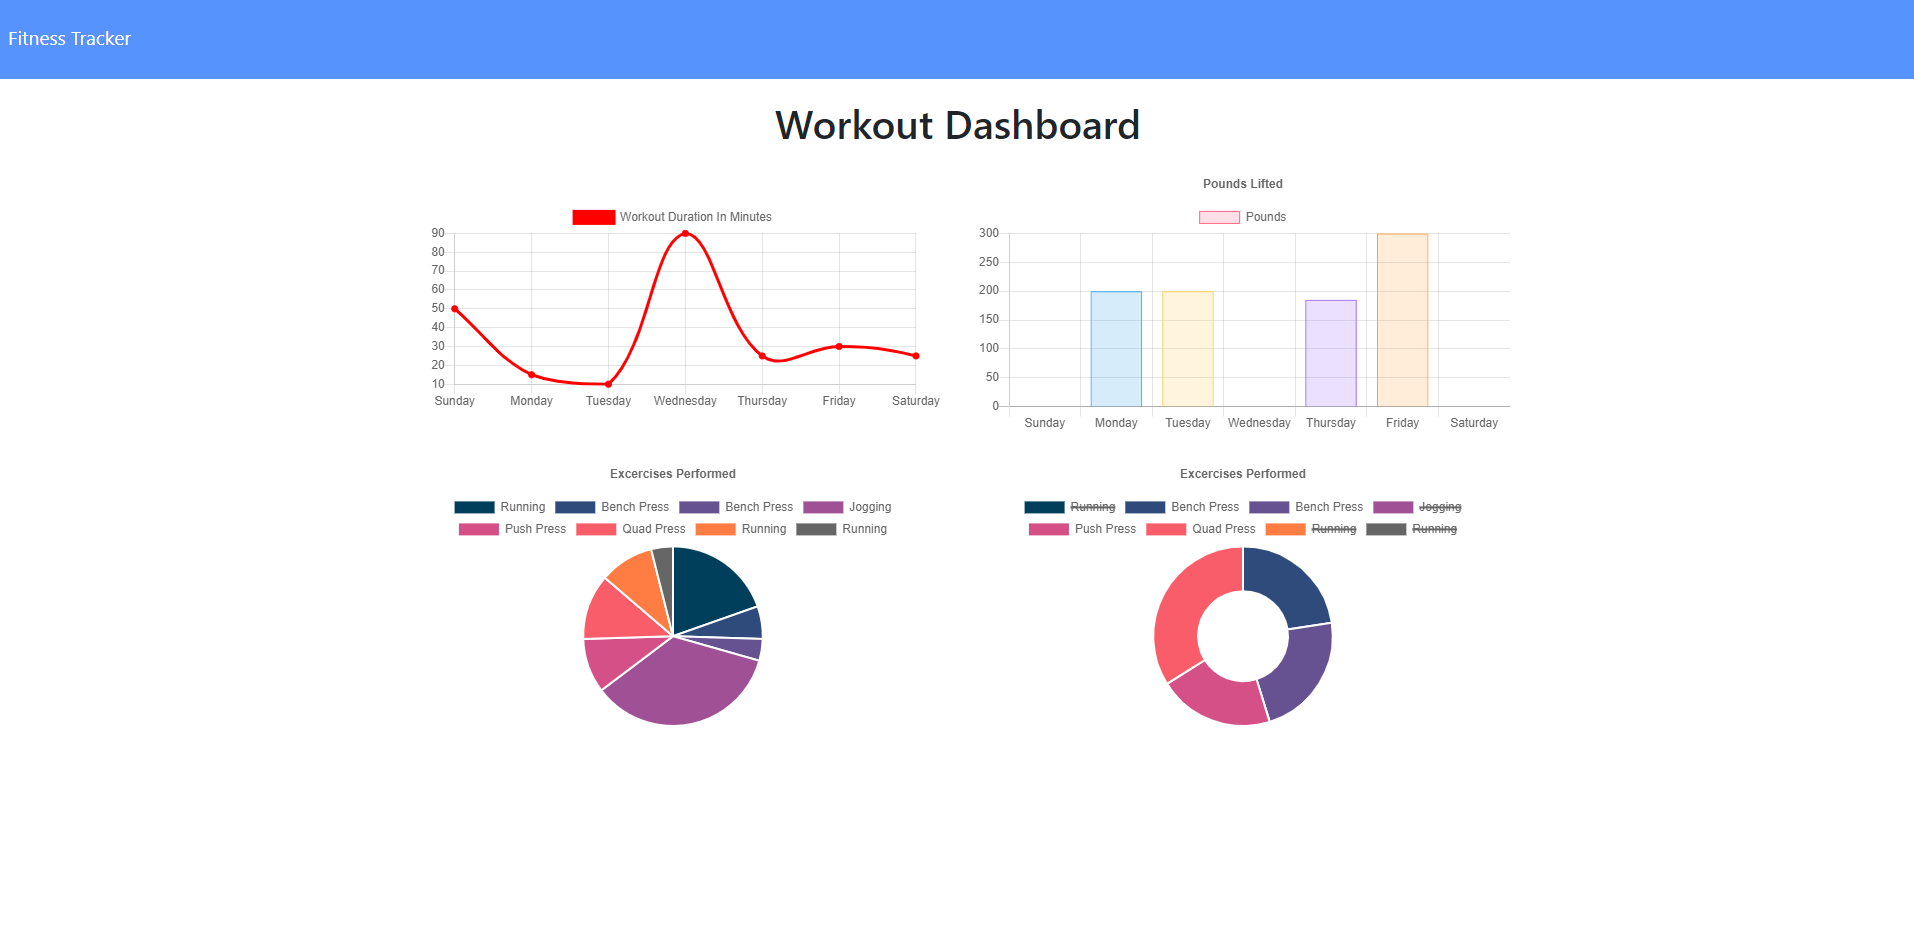 Fitness Tracker
Workout Dashboard
Workout Duration In Minutes
90
80
70
60
50
40
30
20
10
Sunday Monday Tuesday Wednesday Thursday Friday Saturday
Pounds Lifted
Pounds
300
250
200
150
100
50
0
Sunday Monday Tuesday Wednesday Thursday Friday Saturday
Excercises Performed
Running Bench Press Bench Press Jogging
Push Press Quad Press Running Running
Excercises Performed
Running Bench Press Bench Press Jogging
Push Press Quad Press Running Running